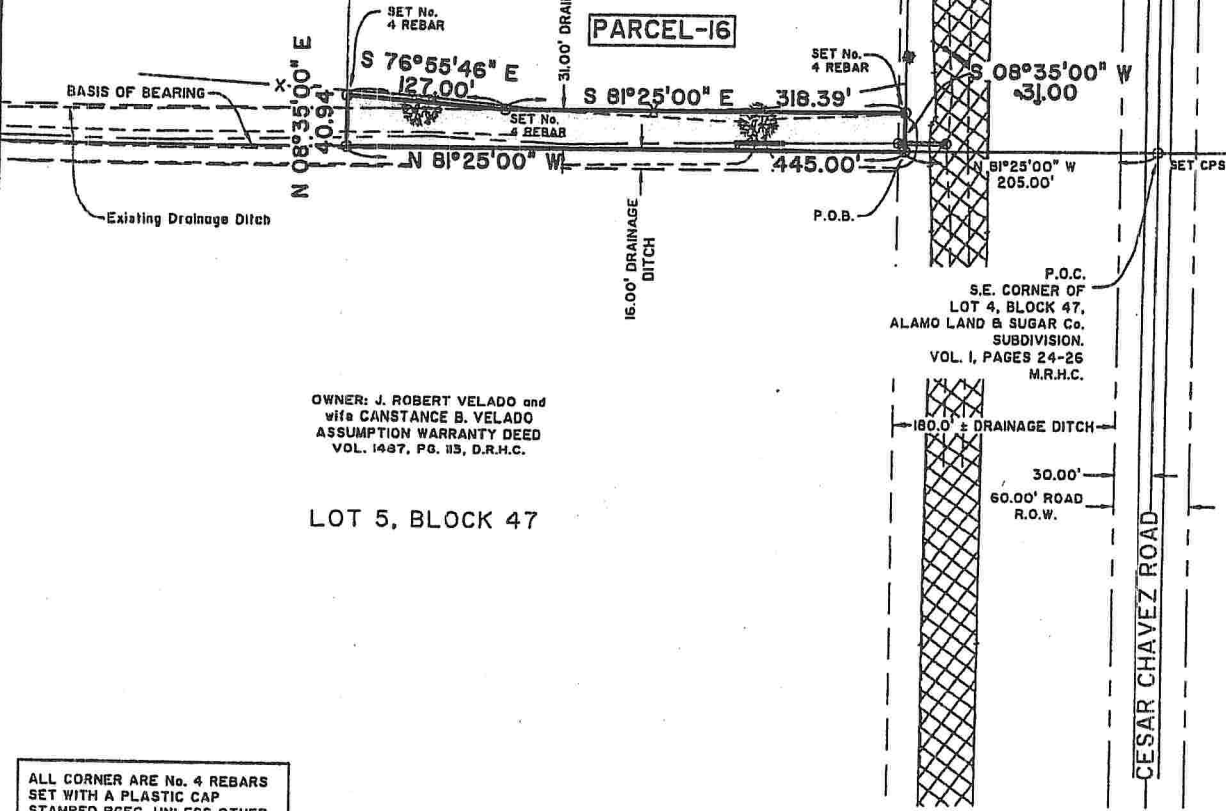 SET No.
4 REBAR
31.00' DRAI
PARCEL-16
SET No.
4 REBAR
S 76°55'46" E
127.00'
S 81°25'00" E 318.39'
S 08°35'00" W
31.00
BASIS OF BEARING
X
N 08°35'00" E
40.94'
SET No.
4 REBAR
N 81°25'00" W 445.00'
N 81°25'00" W
205.00'
SET CPS
Existing Drainage Ditch
P.O.B.
16.00' DRAINAGE
DITCH
P.O.C.
S.E. CORNER OF
LOT 4, BLOCK 47,
ALAMO LAND & SUGAR Co.
SUBDIVISION.
VOL. 1, PAGES 24-26
M.R.H.C.
OWNER: J. ROBERT VELADO and
wife CANSTANCE B. VELADO
ASSUMPTION WARRANTY DEED
VOL. 1487, PG. 113, D.R.H.C.
180.0' ± DRAINAGE DITCH
30.00'
60.00' ROAD
R.O.W.
LOT 5, BLOCK 47
CESAR CHAVEZ ROAD
ALL CORNER ARE No. 4 REBARS
SET WITH A PLASTIC CAP